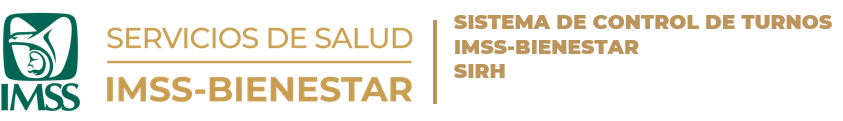 IMSS
SERVICIOS DE SALUD
IMSS-BIENESTAR
SISTEMA DE CONTROL DE TURNOS
IMSS-BIENESTAR
SIRH